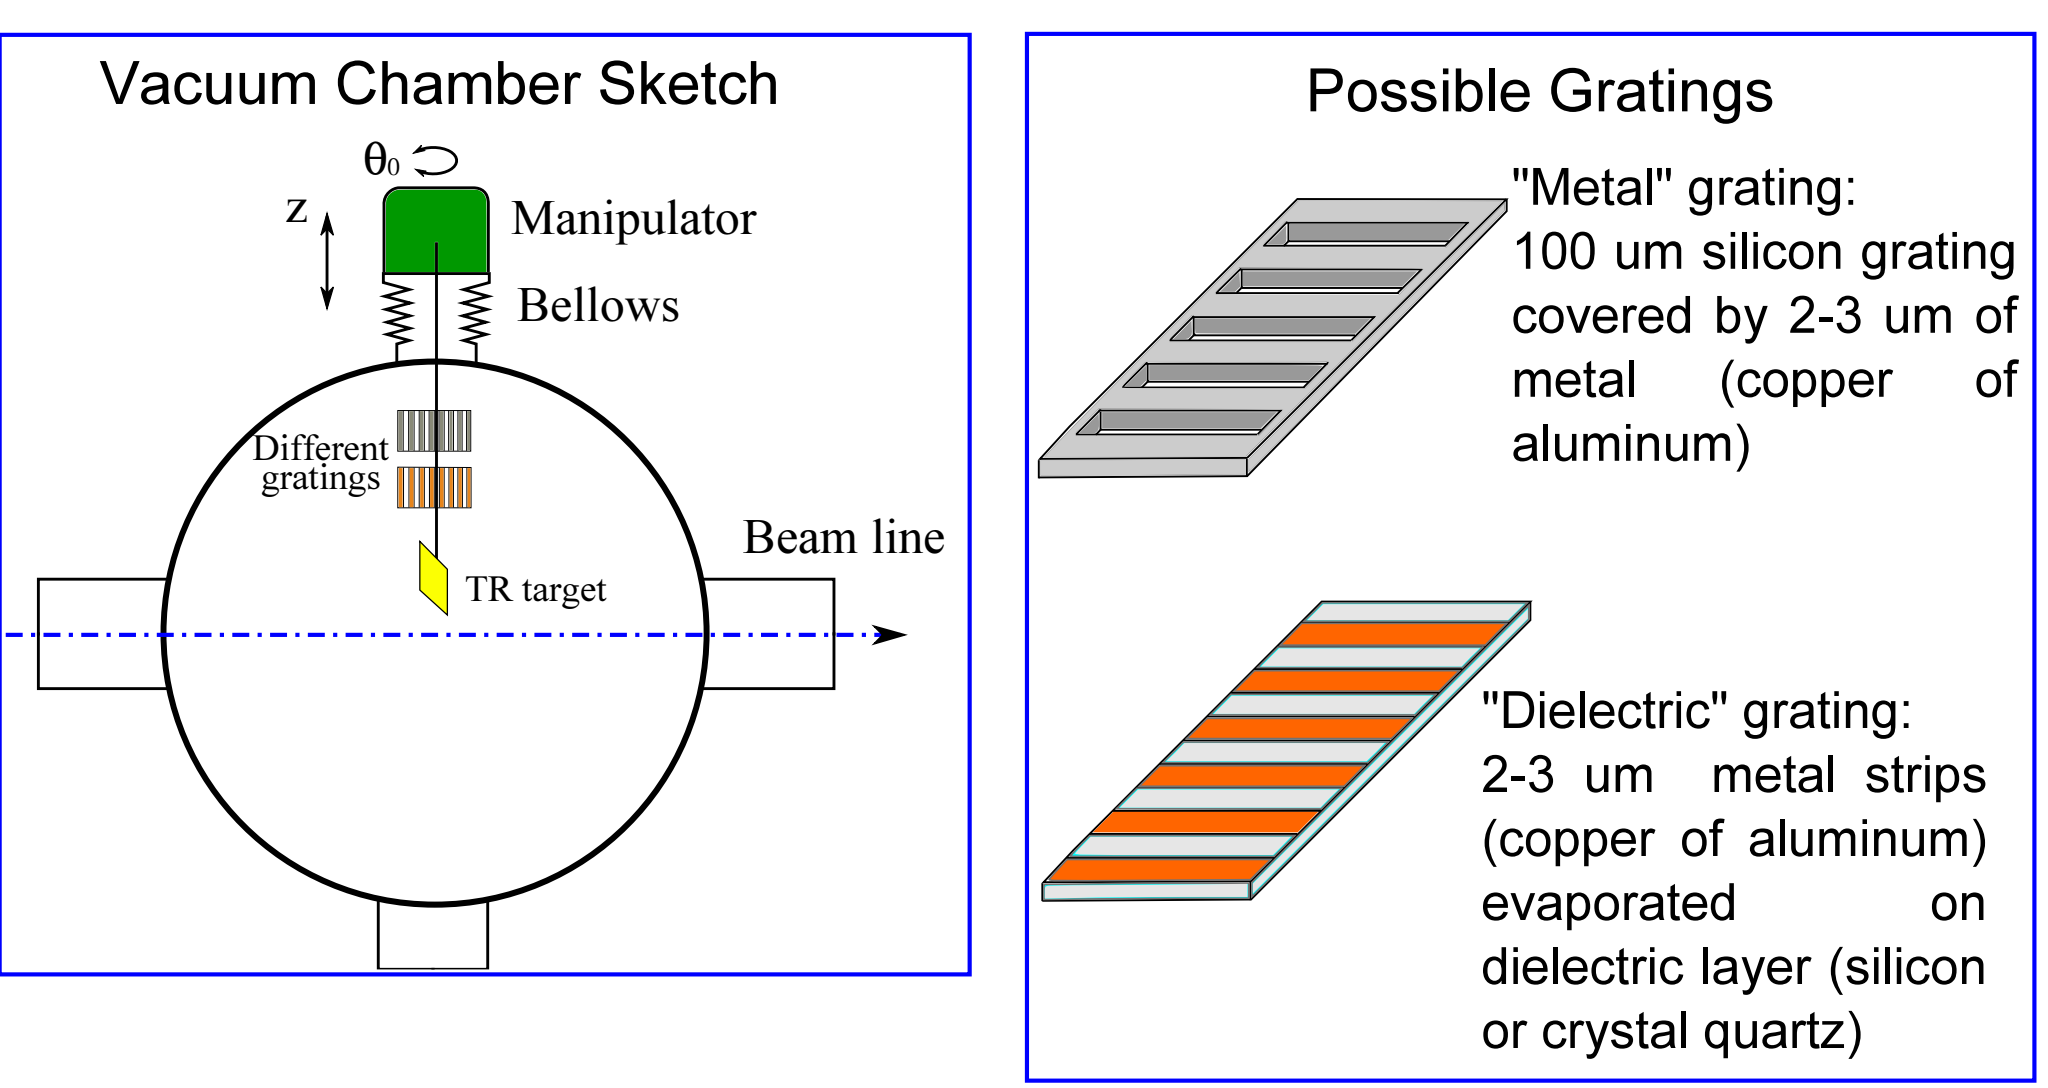 Vacuum Chamber Sketch
θ0
z
Manipulator
Bellows
Different
gratings
Beam line
TR target
Possible Gratings
"Metal" grating:
100 um silicon grating
covered by 2-3 um of
metal (copper of
aluminum)
"Dielectric" grating:
2-3 um metal strips
(copper of aluminum)
evaporated on
dielectric layer (silicon
or crystal quartz)